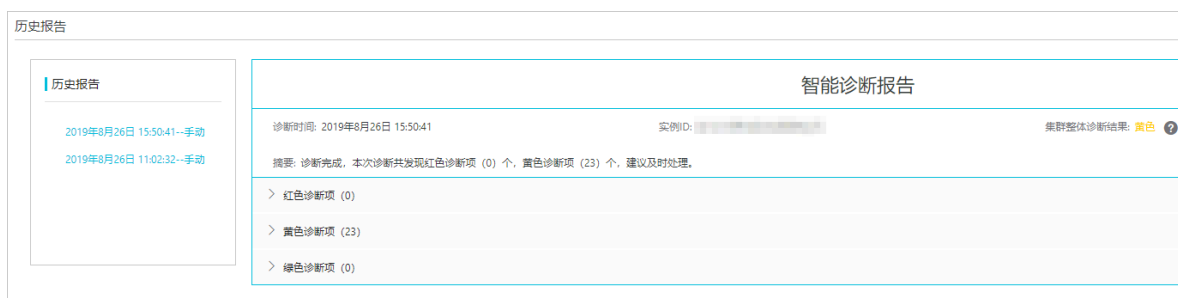 历史报告
历史报告
2019年8月26日 15:50:41--手动
2019年8月26日 11:02:32--手动
智能诊断报告
诊断时间: 2019年8月26日 15:50:41 实例ID: 集群整体诊断结果: 黄色 ?
摘要: 诊断完成，本次诊断共发现红色诊断项（0）个，黄色诊断项（23）个，建议及时处理。
红色诊断项（0）
黄色诊断项（23）
绿色诊断项（0）